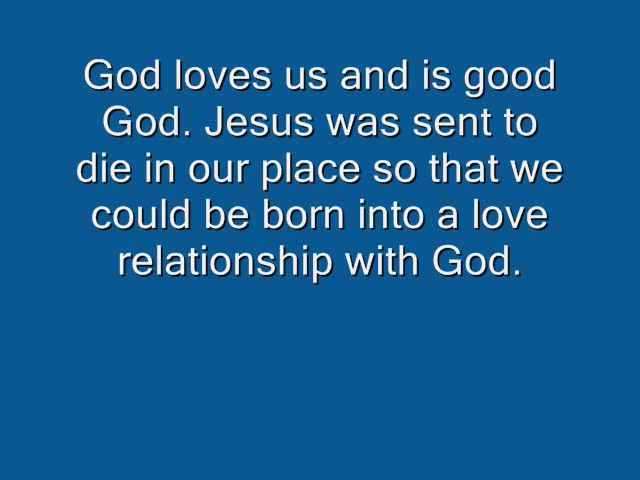 God loves us and is good
God. Jesus was sent to
die in our place so that we
could be born into a love
relationship with God.